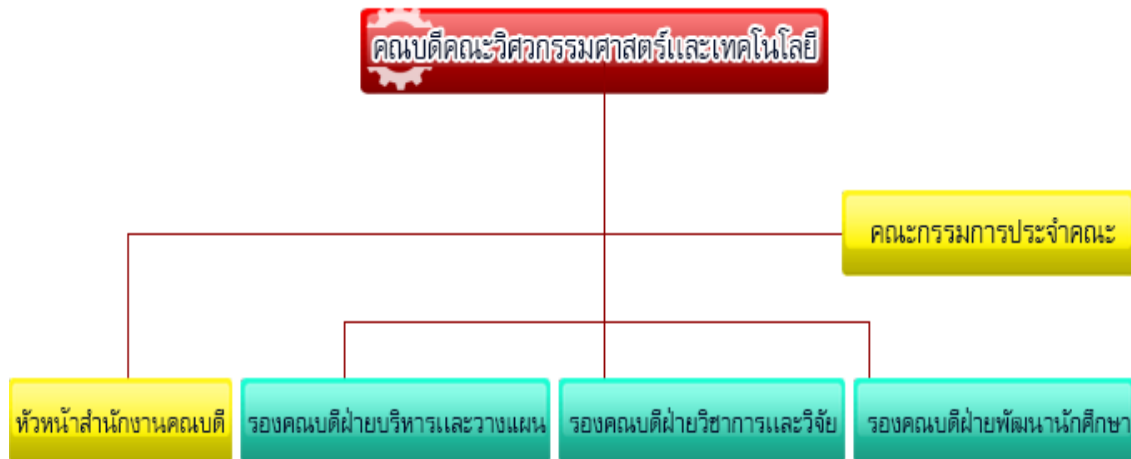 คณบดีคณะวิศวกรรมศาสตร์และเทคโนโลยี
คณะกรรมการประจำคณะ
หัวหน้าสำนักงานคณบดี
รองคณบดีฝ่ายบริหารและวางแผน
รองคณบดีฝ่ายวิชาการและวิจัย
รองคณบดีฝ่ายพัฒนานักศึกษา